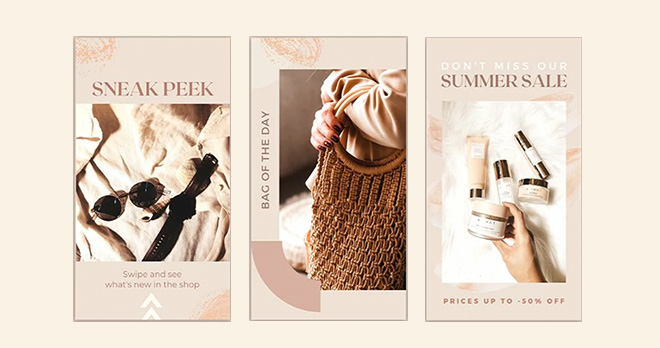 SNEAK PEEK
Swipe and see
what's new in the shop
BAG OF THE DAY
DON'T MISS OUR
SUMMER SALE
PRICES UP TO -50% OFF